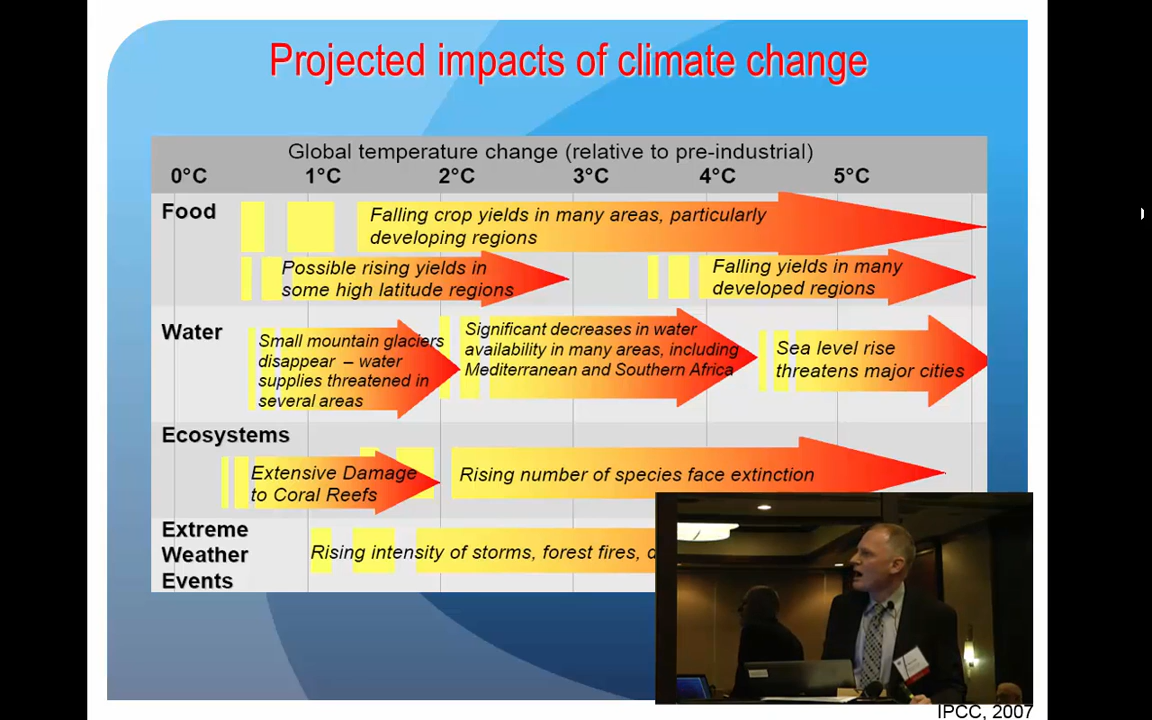 Projected impacts of climate change
Global temperature change (relative to pre-industrial)
0°C 1°C 2°C 3°C 4°C 5°C
Food
Falling crop yields in many areas, particularly
developing regions
Possible rising yields in
some high latitude regions
Falling yields in many
developed regions
Water
Small mountain glaciers
disappear – water
supplies threatened in
several areas
Significant decreases in water
availability in many areas, including
Mediterranean and Southern Africa
Sea level rise
threatens major cities
Ecosystems
Extensive Damage
to Coral Reefs
Rising number of species face extinction
Extreme
Weather
Events
Rising intensity of storms, forest fires,
IPCC, 2007